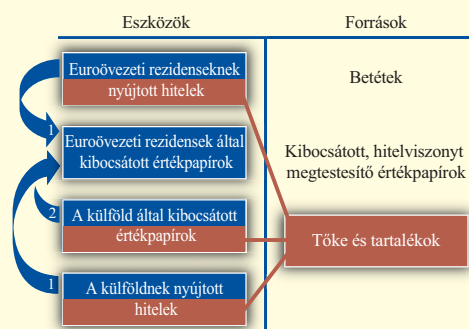 Eszközök
Források
Euroövezeti rezidenseknek
nyújtott hitelek
Betétek
1
Euroövezeti rezidensek által
kibocsátott értékpapírok
Kibocsátott, hitelviszonyt
megtestesítő értékpapírok
2
A külföld által kibocsátott
értékpapírok
Tőke és tartalékok
1
A külföldnek nyújtott
hitelek